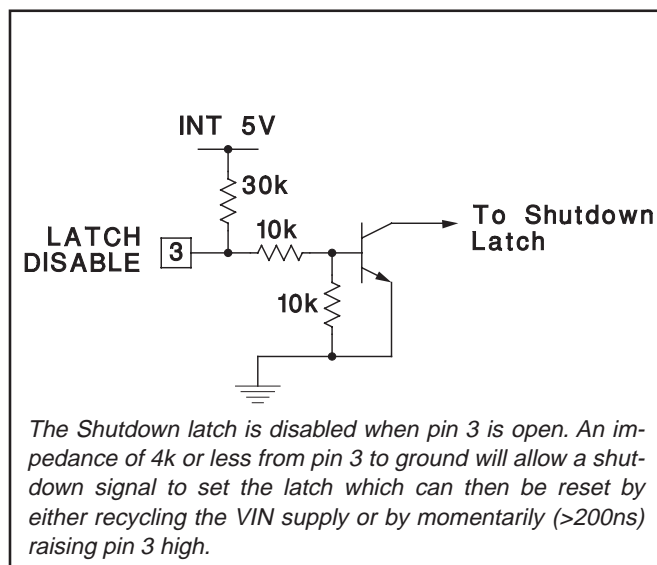 INT 5V
30k
LATCH
DISABLE
3
10k
To Shutdown
Latch
10k
The Shutdown latch is disabled when pin 3 is open. An im-
pedance of 4k or less from pin 3 to ground will allow a shut-
down signal to set the latch which can then be reset by
either recycling the VIN supply or by momentarily (>200ns)
raising pin 3 high.